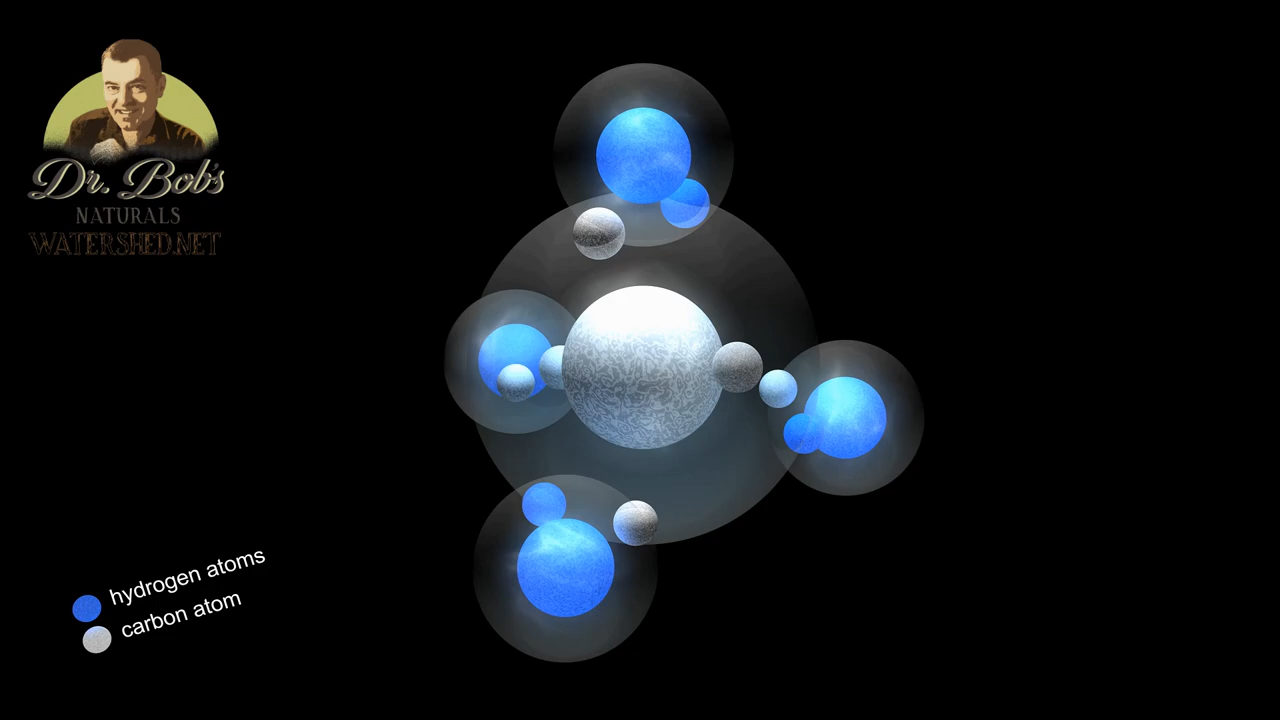 Dr. Bob's
NATURALS
WATERSHED.NET
hydrogen atoms
carbon atom